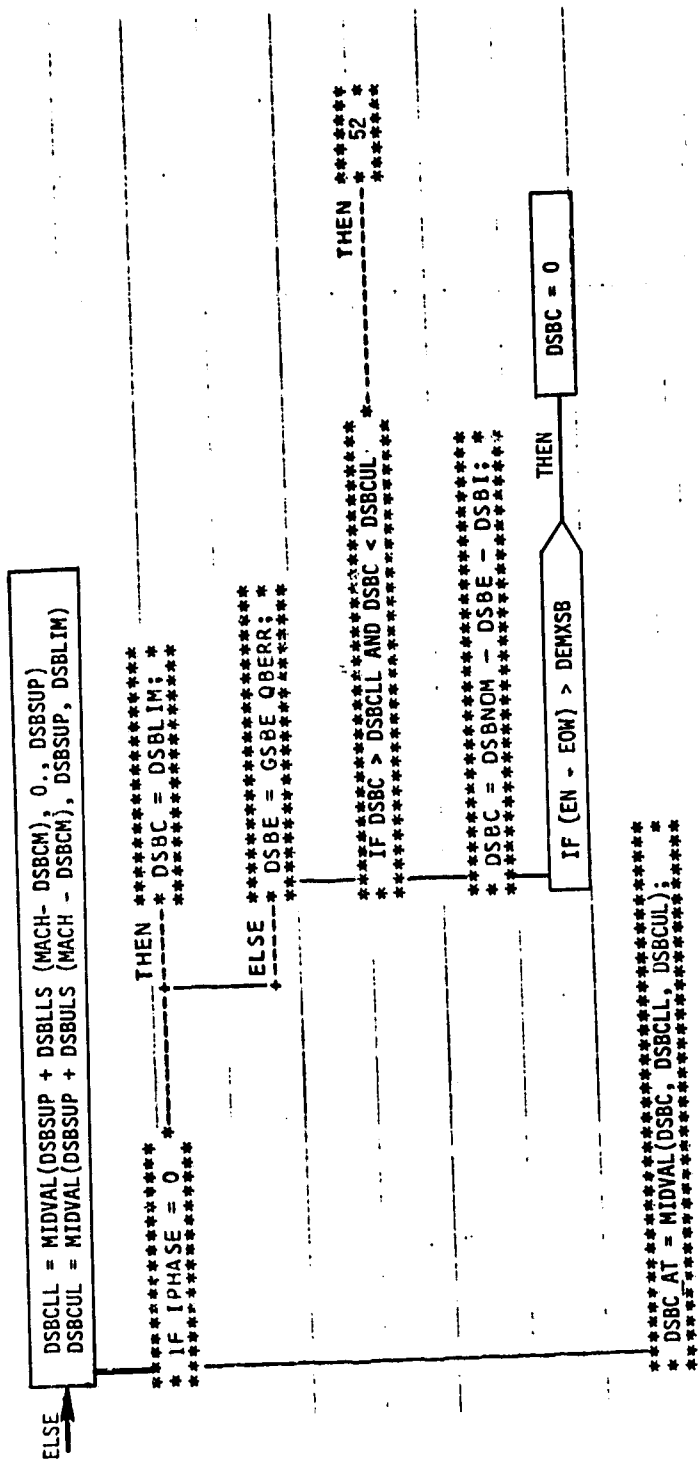 ELSE
DSBCLL = MIDVAL(DSBSUP + DSBLLS (MACH- DSBCM), 0., DSBSUP)
DSBCUL = MIDVAL(DSBSUP + DSBULS (MACH - DSBCM), DSBSUP, DSBLIM)
*****************
* IF IPHASE = 0 *
*****************
THEN
******************
* DSBC = DSBLIM; *
******************
ELSE
**********************
* DSBE = GSBE QBERR; *
**********************
************************************
* IF DSBC > DSBCLL AND DSBC < DSBCUL *
************************************
THEN
*******
* 52 *
*******
*******************************
* DSBC = DSBNOM - DSBE - DSBI; *
*******************************
IF (EN - EOW) > DEMXSB
THEN
DSBC = 0
****************************************
* DSBC_AT = MIDVAL(DSBC, DSBCLL, DSBCUL); *
****************************************